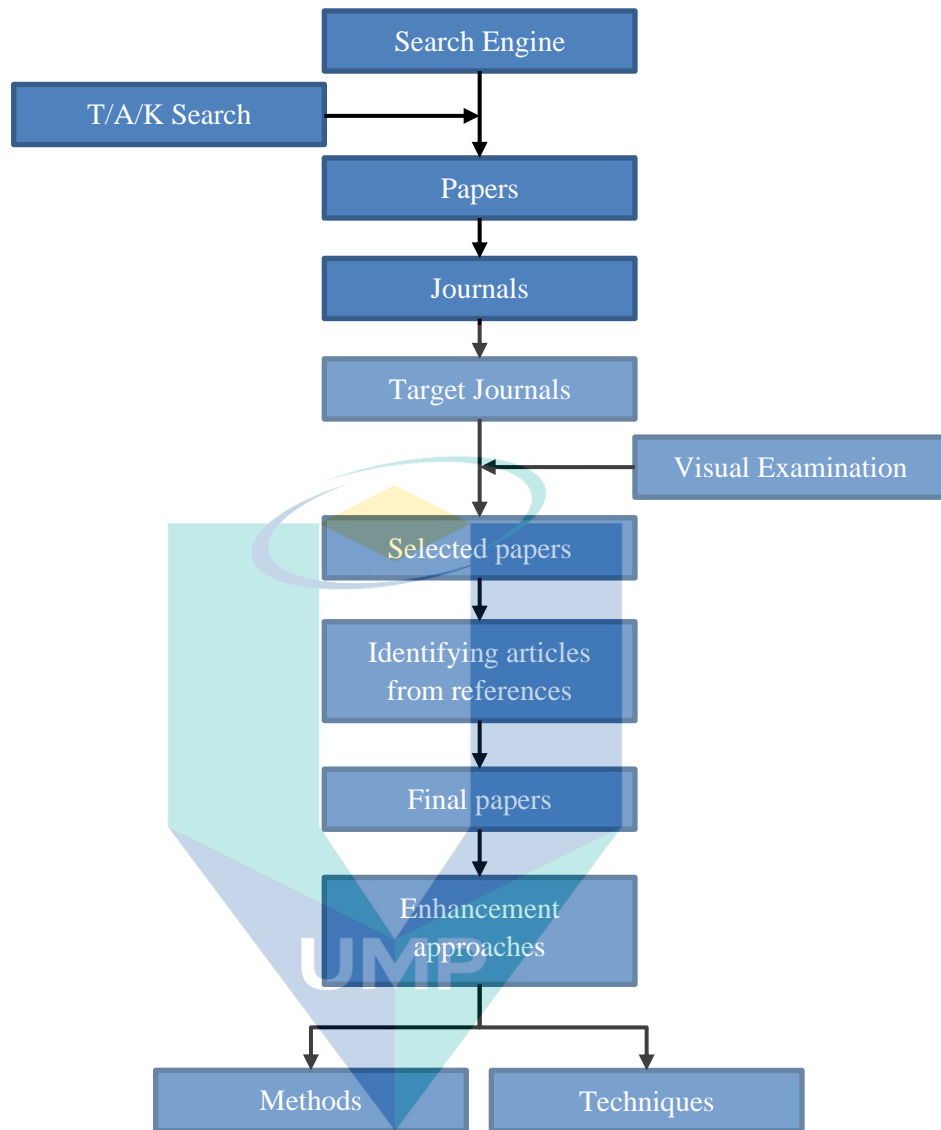 Search Engine
T/A/K Search
Papers
Journals
Target Journals
Visual Examination
Selected papers
Identifying articles
from references
Final papers
Enhancement
approaches
UMP
Methods
Techniques